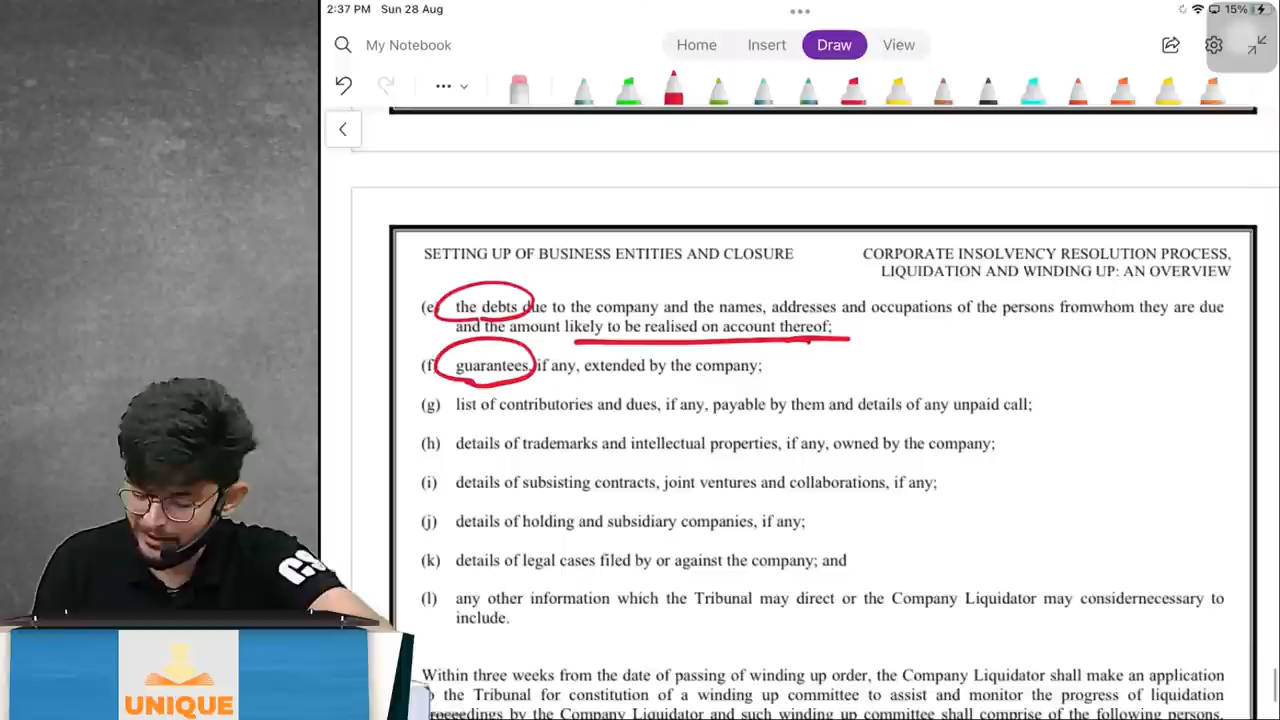 2:37 PM Sun 28 Aug
15%
My Notebook
Home Insert Draw View
SETTING UP OF BUSINESS ENTITIES AND CLOSURE
CORPORATE INSOLVENCY RESOLUTION PROCESS,
LIQUIDATION AND WINDING UP: AN OVERVIEW
(e) the debts due to the company and the names, addresses and occupations of the persons fromwhom they are due
and the amount likely to be realised on account thereof;
(f) guarantees, if any, extended by the company;
(g) list of contributories and dues, if any, payable by them and details of any unpaid call;
(h) details of trademarks and intellectual properties, if any, owned by the company;
(i) details of subsisting contracts, joint ventures and collaborations, if any;
(j) details of holding and subsidiary companies, if any;
(k) details of legal cases filed by or against the company; and
(l) any other information which the Tribunal may direct or the Company Liquidator may considernecessary to
include.
Within three weeks from the date of passing of winding up order, the Company Liquidator shall make an application
to the Tribunal for constitution of a winding up committee to assist and monitor the progress of liquidation
proceedings by the Company Liquidator and such winding up committee shall comprise of the following persons,
UNIQUE